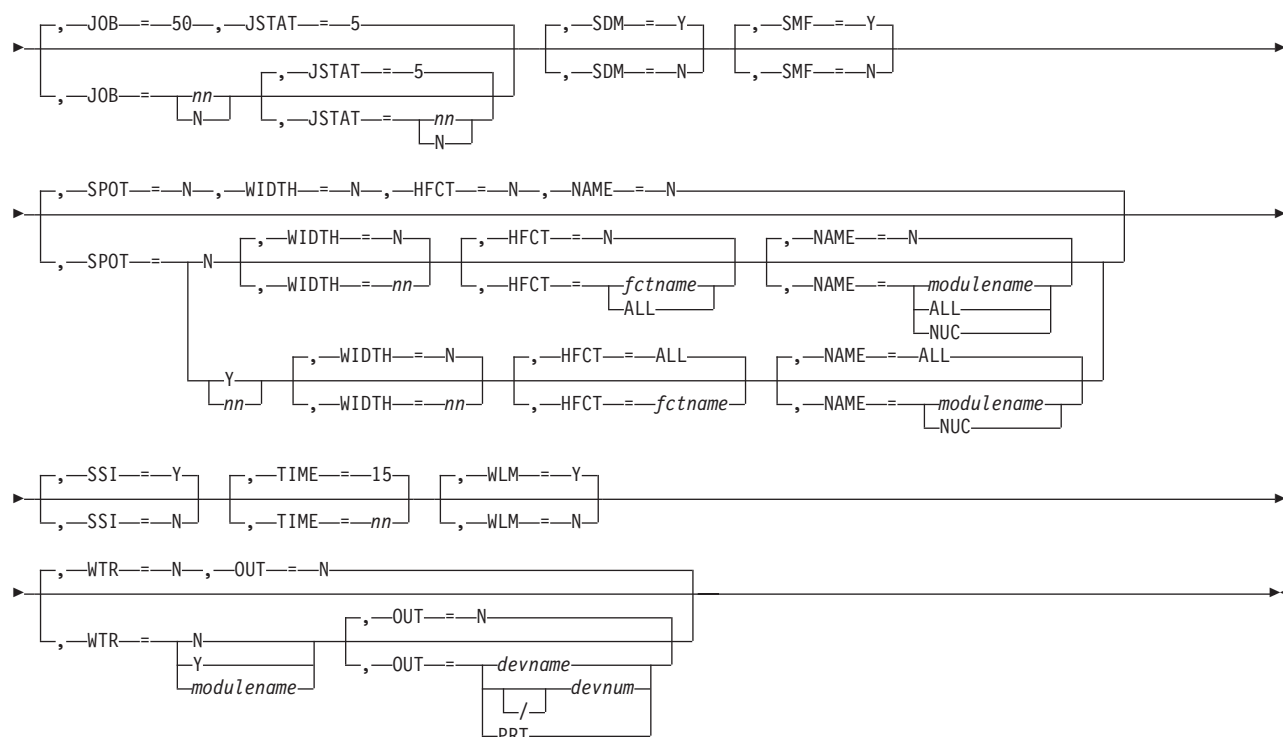 , JOB = 50 , JSTAT = 5
, SDM = Y
, SMF = Y
, JSTAT = 5
, SDM = N
, SMF = N
, JOB = nn
N
, JSTAT = nn
N
, SPOT = N , WIDTH = N , HFCT = N , NAME = N
, WIDTH = N
, HFCT = N
, NAME = N
, SPOT = N
, WIDTH = nn
, HFCT = fctname
ALL
, NAME = modulename
ALL
NUC
, WIDTH = N
, HFCT = ALL
, NAME = ALL
Y
nn
, WIDTH = nn
, HFCT = fctname
, NAME = modulename
NUC
, SSI = Y
, TIME = 15
, WLM = Y
, SSI = N
, TIME = nn
, WLM = N
, WTR = N , OUT = N
, OUT = N
, WTR = N
Y
modulename
, OUT = devname
/ devnum
PRT